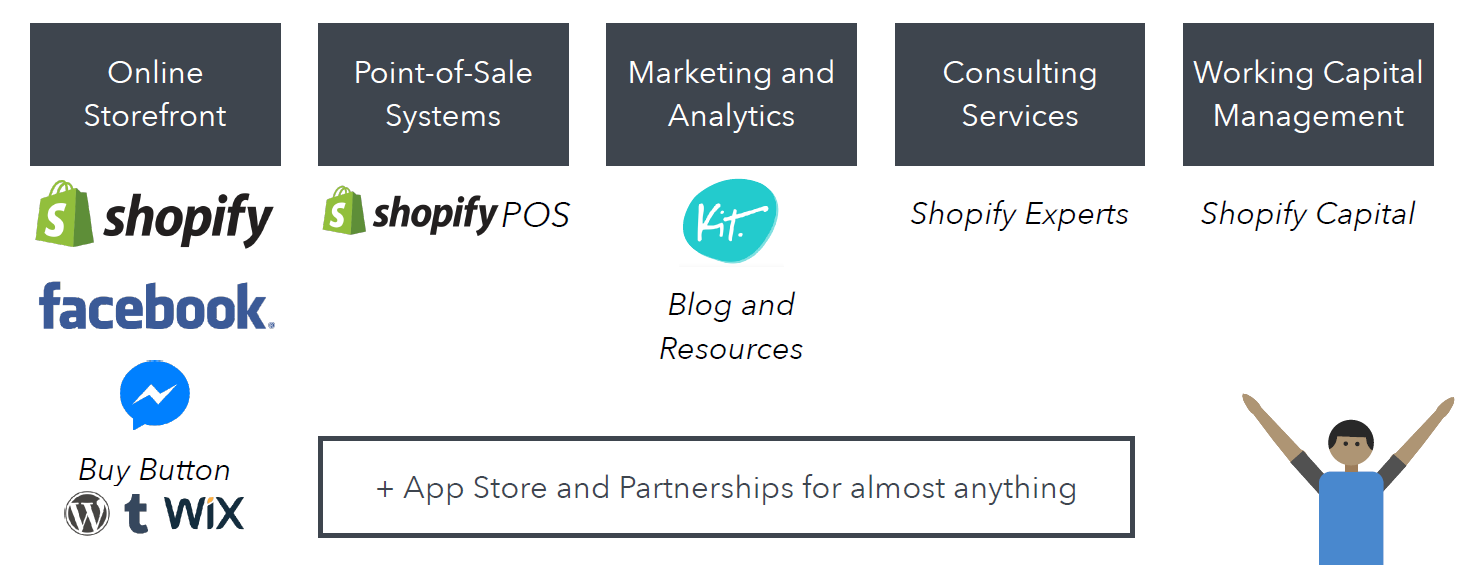 Online
Storefront
Point-of-Sale
Systems
Marketing and
Analytics
Consulting
Services
Working Capital
Management
S shopify
facebook®
Buy Button
W t WiX
S shopify POS
Kit.
Blog and
Resources
Shopify Experts
Shopify Capital
+ App Store and Partnerships for almost anything